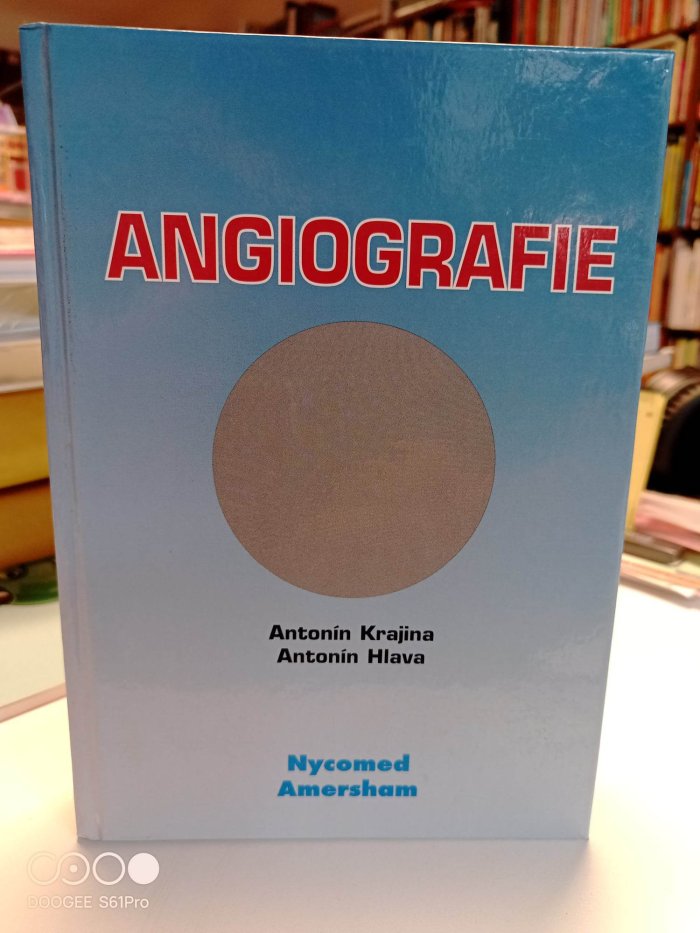 ANGIOGRAFIE
Antonín Krajina
Antonín Hlava
Nycomed
Amersham
DOOGEE S61Pro